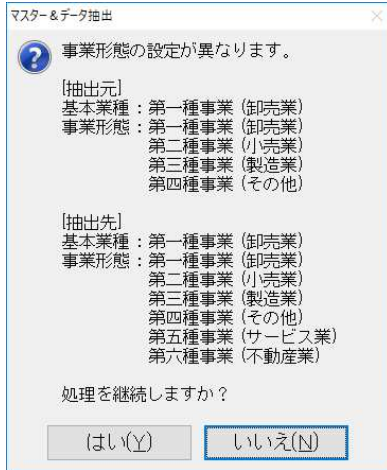 マスター＆データ抽出
事業形態の設定が異なります。
[抽出元]
基本業種：第一種事業（卸売業）
事業形態：第一種事業（卸売業）
第二種事業（小売業）
第三種事業（製造業）
第四種事業（その他）
[抽出先]
基本業種：第一種事業（卸売業）
事業形態：第一種事業（卸売業）
第二種事業（小売業）
第三種事業（製造業）
第四種事業（その他）
第五種事業（サービス業）
第六種事業（不動産業）
処理を継続しますか？
はい(Y)　いいえ(N)